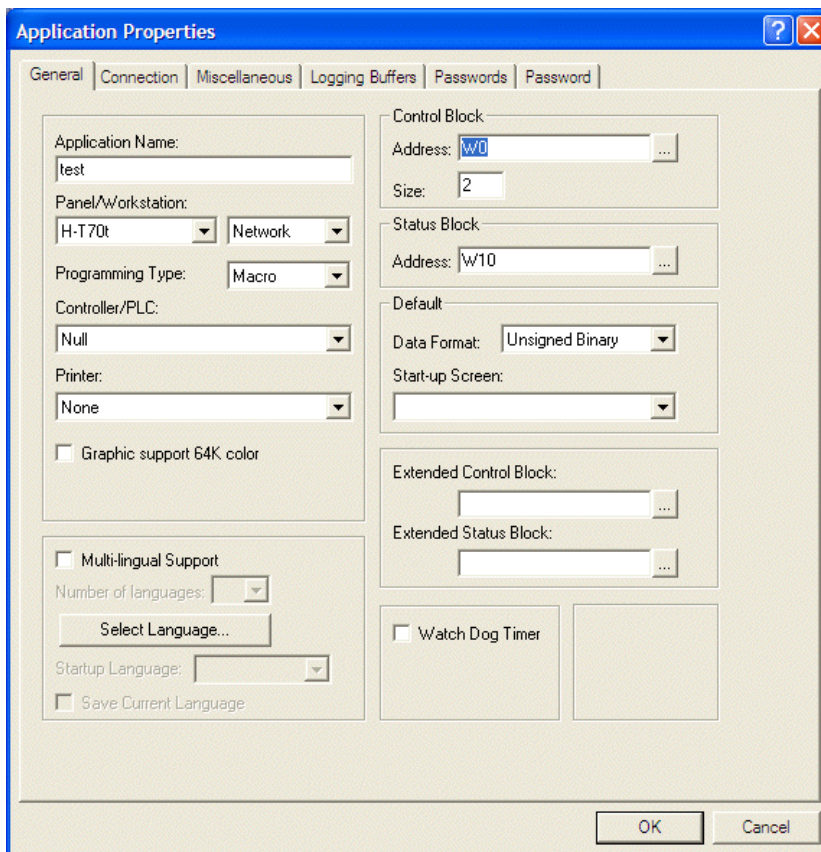 Application Properties
General Connection Miscellaneous Logging Buffers Passwords Password
Application Name:
test
Panel/Workstation:
H-T70t Network
Programming Type: Macro
Controller/PLC:
Null
Printer:
None
Graphic support 64K color
Multi-lingual Support
Number of languages:
Select Language...
Startup Language:
Save Current Language
Control Block
Address: W0 ...
Size: 2
Status Block
Address: W10 ...
Default
Data Format: Unsigned Binary
Start-up Screen:
Extended Control Block:
...
Extended Status Block:
...
Watch Dog Timer
OK Cancel